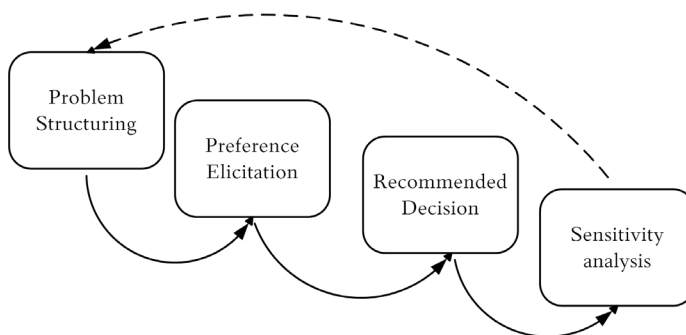 Problem
Structuring
Preference
Elicitation
Recommended
Decision
Sensitivity
analysis